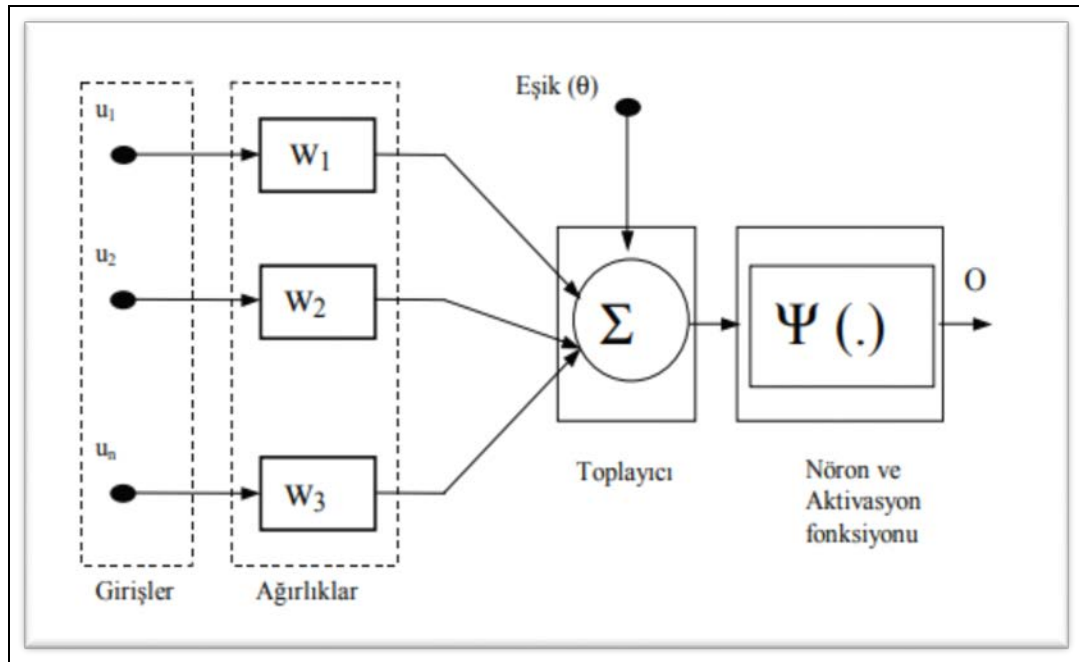 Eşik (θ)
u₁
W₁
u₂
W₂
Σ
Ψ (.)
O
uₙ
W₃
Toplayıcı
Nöron ve
Aktivasyon
fonksiyonu
Girişler
Ağırlıklar